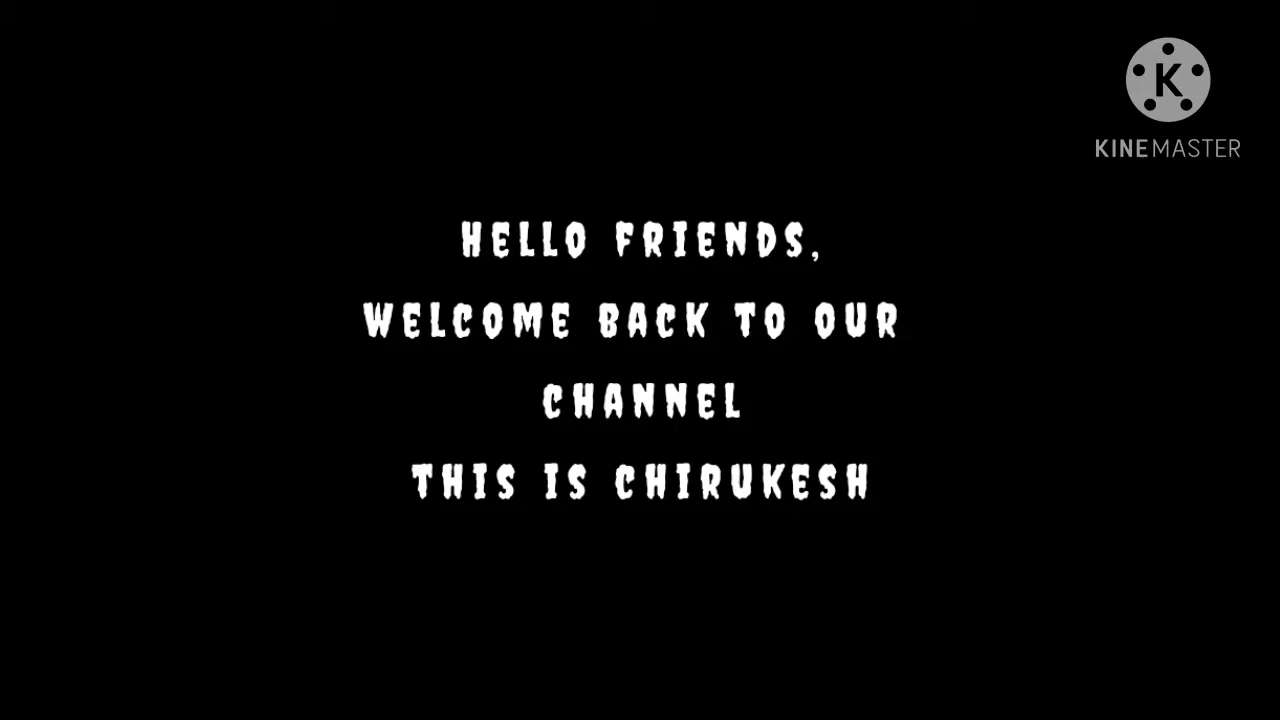 K
KINEMASTER
HELLO FRIENDS,
WELCOME BACK TO OUR
CHANNEL
THIS IS CHIRUKESH